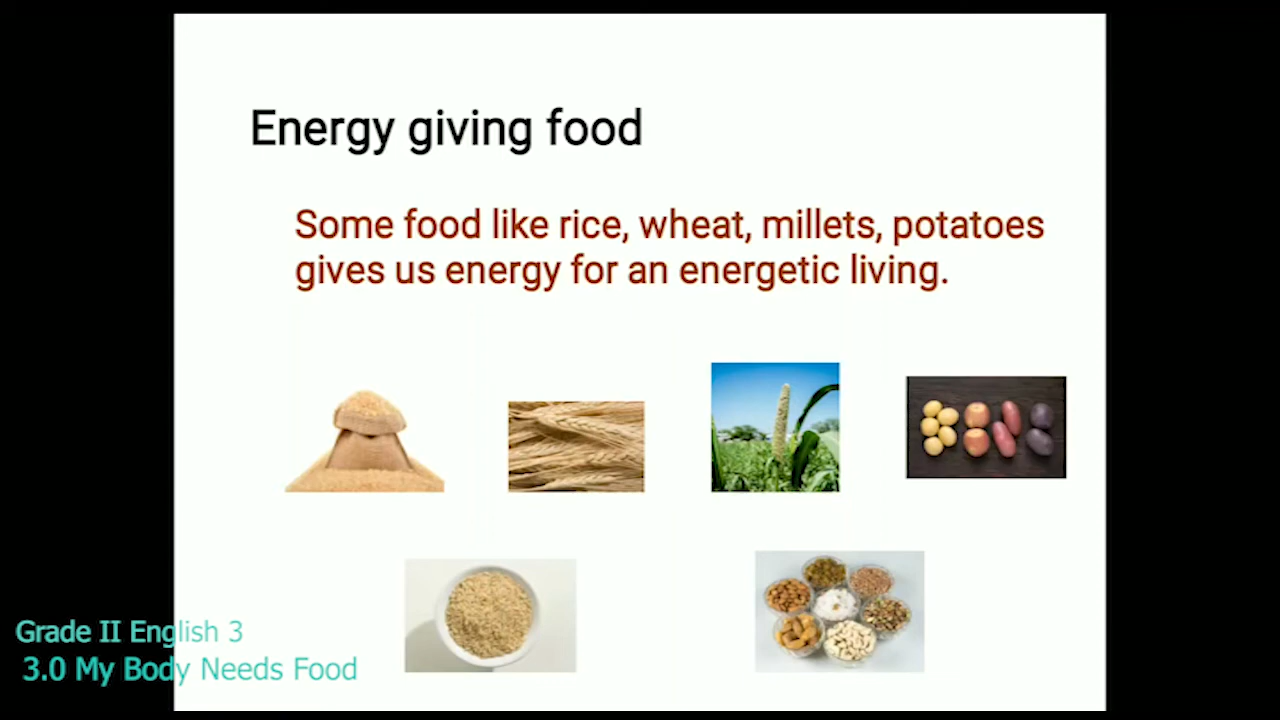 Energy giving food
Some food like rice, wheat, millets, potatoes
gives us energy for an energetic living.
Grade II English 3
3.0 My Body Needs Food